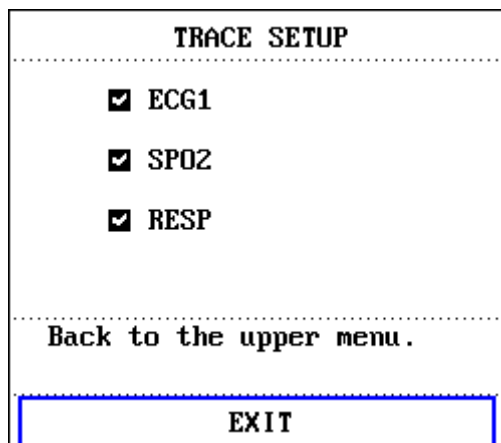 TRACE SETUP
ECG1
SPO2
RESP
Back to the upper menu.
EXIT